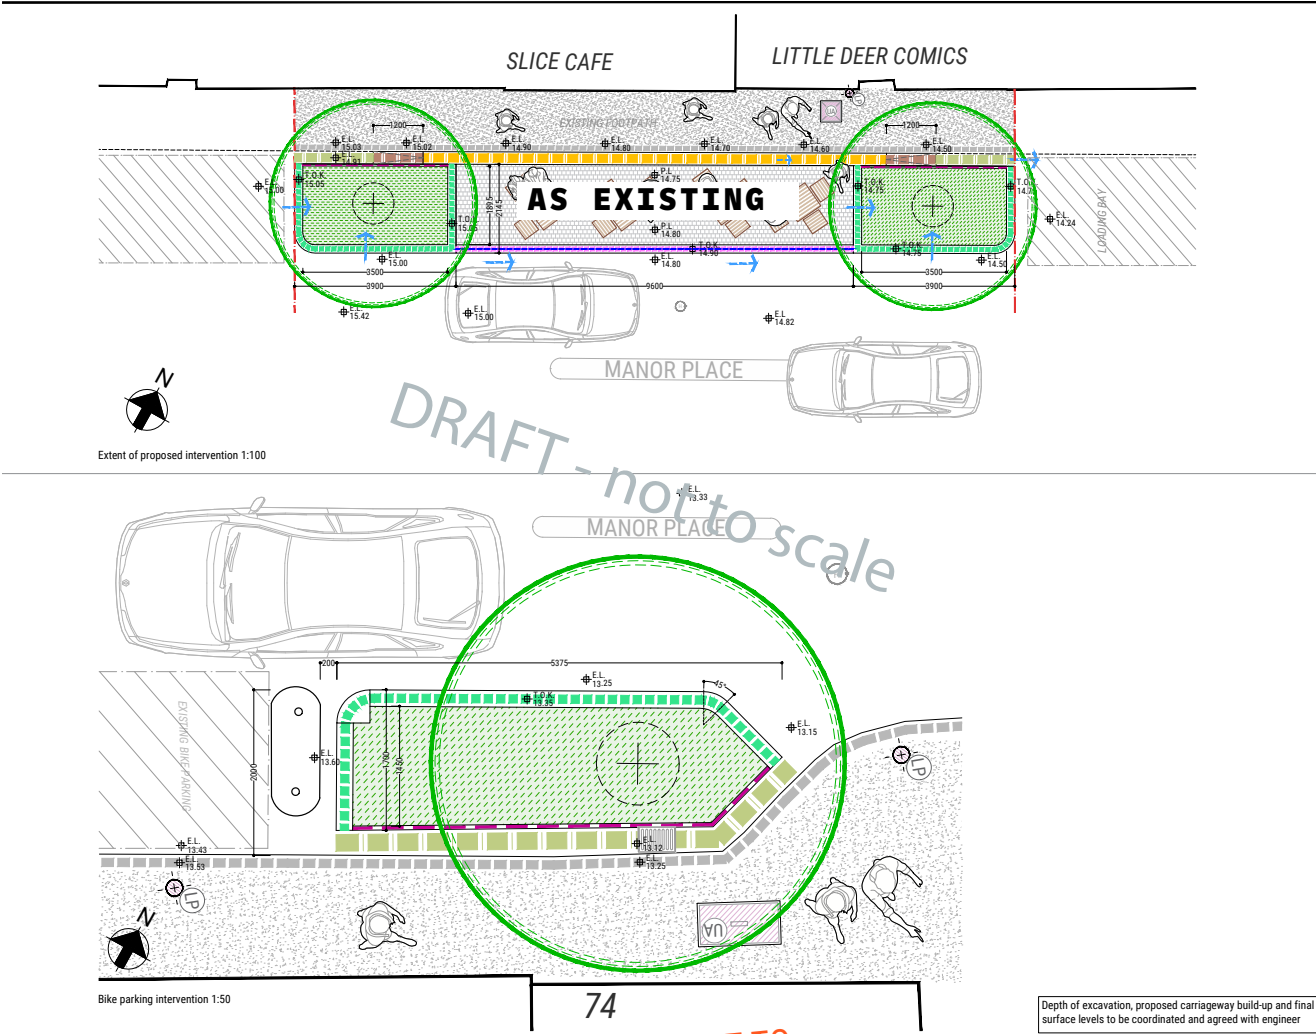 SLICE CAFE
LITTLE DEER COMICS
EXISTING FOOTPATH
UA
1200
1200
E.L. 15.03
E.L. 15.02
E.L. 14.90
E.L. 14.80
E.L. 14.70
E.L. 14.60
E.L. 14.50
E.L. 14.91
E.L. 15.00
T.O.K. 15.05
P.L. 14.75
T.O.K. 14.75
AS EXISTING
1895
2145
P.L. 14.80
E.L. 14.24
LOADING BAY
E.L. 15.00
T.O.K. 14.90
E.L. 14.80
T.O.K. 14.75
E.L. 14.50
3500
3900
9600
3500
3900
E.L. 15.42
E.L. 15.00
E.L. 14.82
MANOR PLACE
N
Extent of proposed intervention 1:100
DRAFT - not to scale
E.L. 13.33
MANOR PLACE
200
5375
E.L. 13.25
45°
T.O.K. 13.35
E.L. 13.15
EXISTING BIKE PARKING
2000
E.L. 13.60
1700
1450
LP
E.L. 13.43
E.L. 13.53
E.L. 13.12
E.L. 13.25
LP
UA
N
Bike parking intervention 1:50
74
Depth of excavation, proposed carriageway build-up and final
surface levels to be coordinated and agreed with engineer